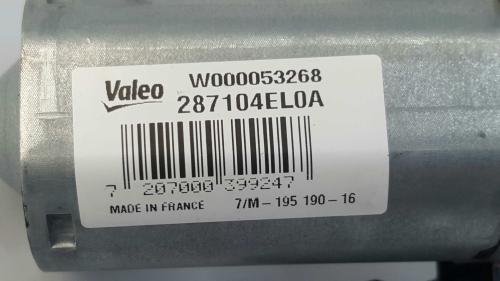 Valeo W000053268
287104EL0A
7 207000 399247
MADE IN FRANCE 7/M-195 190-16